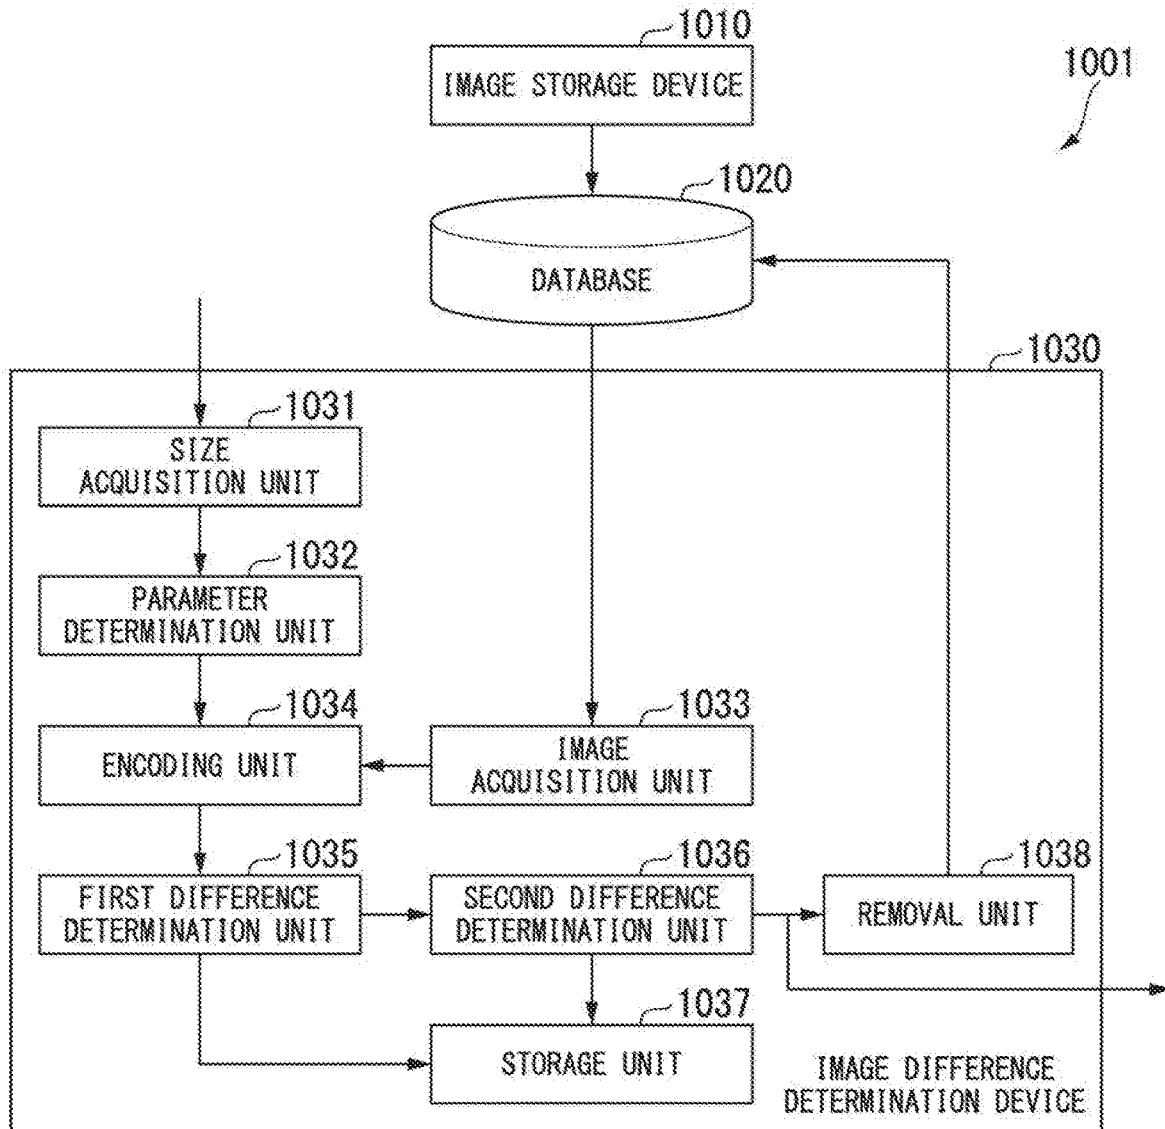 1010
IMAGE STORAGE DEVICE
1001
1020
DATABASE
1030
1031
SIZE
ACQUISITION UNIT
1032
PARAMETER
DETERMINATION UNIT
1034
ENCODING UNIT
1033
IMAGE
ACQUISITION UNIT
1035
FIRST DIFFERENCE
DETERMINATION UNIT
1036
SECOND DIFFERENCE
DETERMINATION UNIT
1038
REMOVAL UNIT
1037
STORAGE UNIT
IMAGE DIFFERENCE
DETERMINATION DEVICE